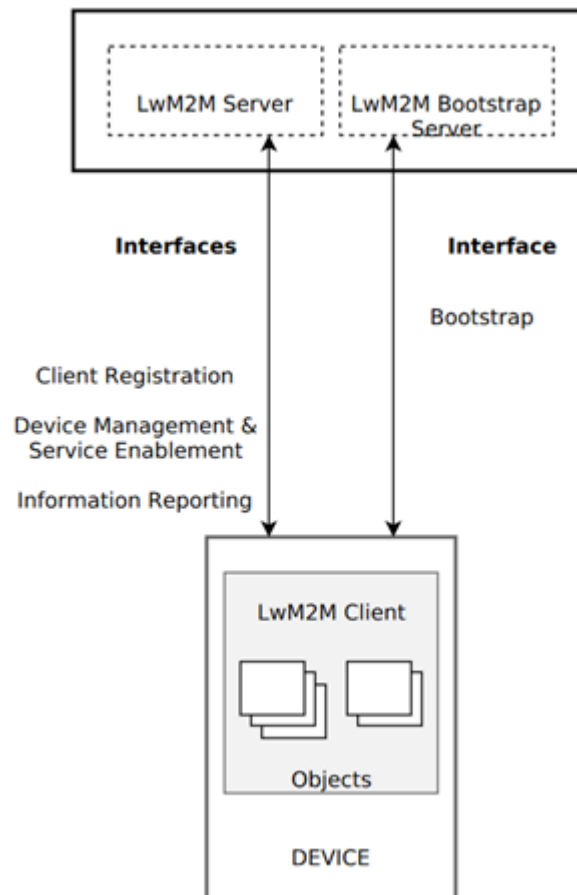 LwM2M Server
LwM2M Bootstrap
Server
Interfaces
Interface
Bootstrap
Client Registration
Device Management &
Service Enablement
Information Reporting
LwM2M Client
Objects
DEVICE